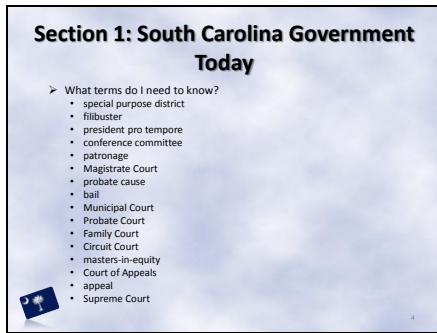 Section 1: South Carolina Government
Today
➢ What terms do I need to know?
• special purpose district
• filibuster
• president pro tempore
• conference committee
• patronage
• Magistrate Court
• probate cause
• bail
• Municipal Court
• Probate Court
• Family Court
• Circuit Court
• masters-in-equity
• Court of Appeals
• appeal
• Supreme Court
4